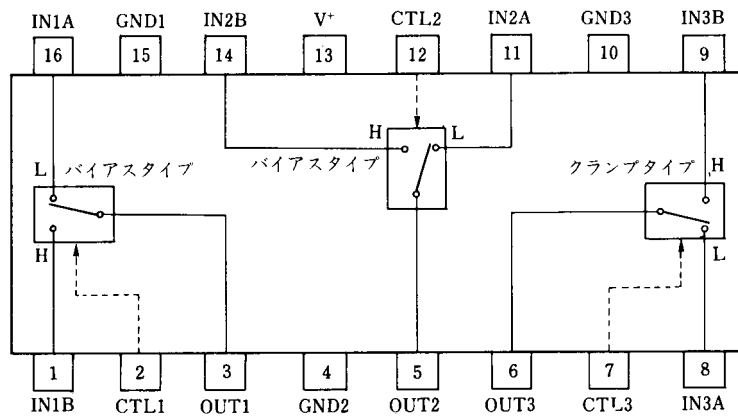 IN1A GND1 IN2B V⁺ CTL2 IN2A GND3 IN3B
16 15 14 13 12 11 10 9
H L
L バイアスタイプ バイアスタイプ クランプタイプ H
H L
1 2 3 4 5 6 7 8
IN1B CTL1 OUT1 GND2 OUT2 OUT3 CTL3 IN3A